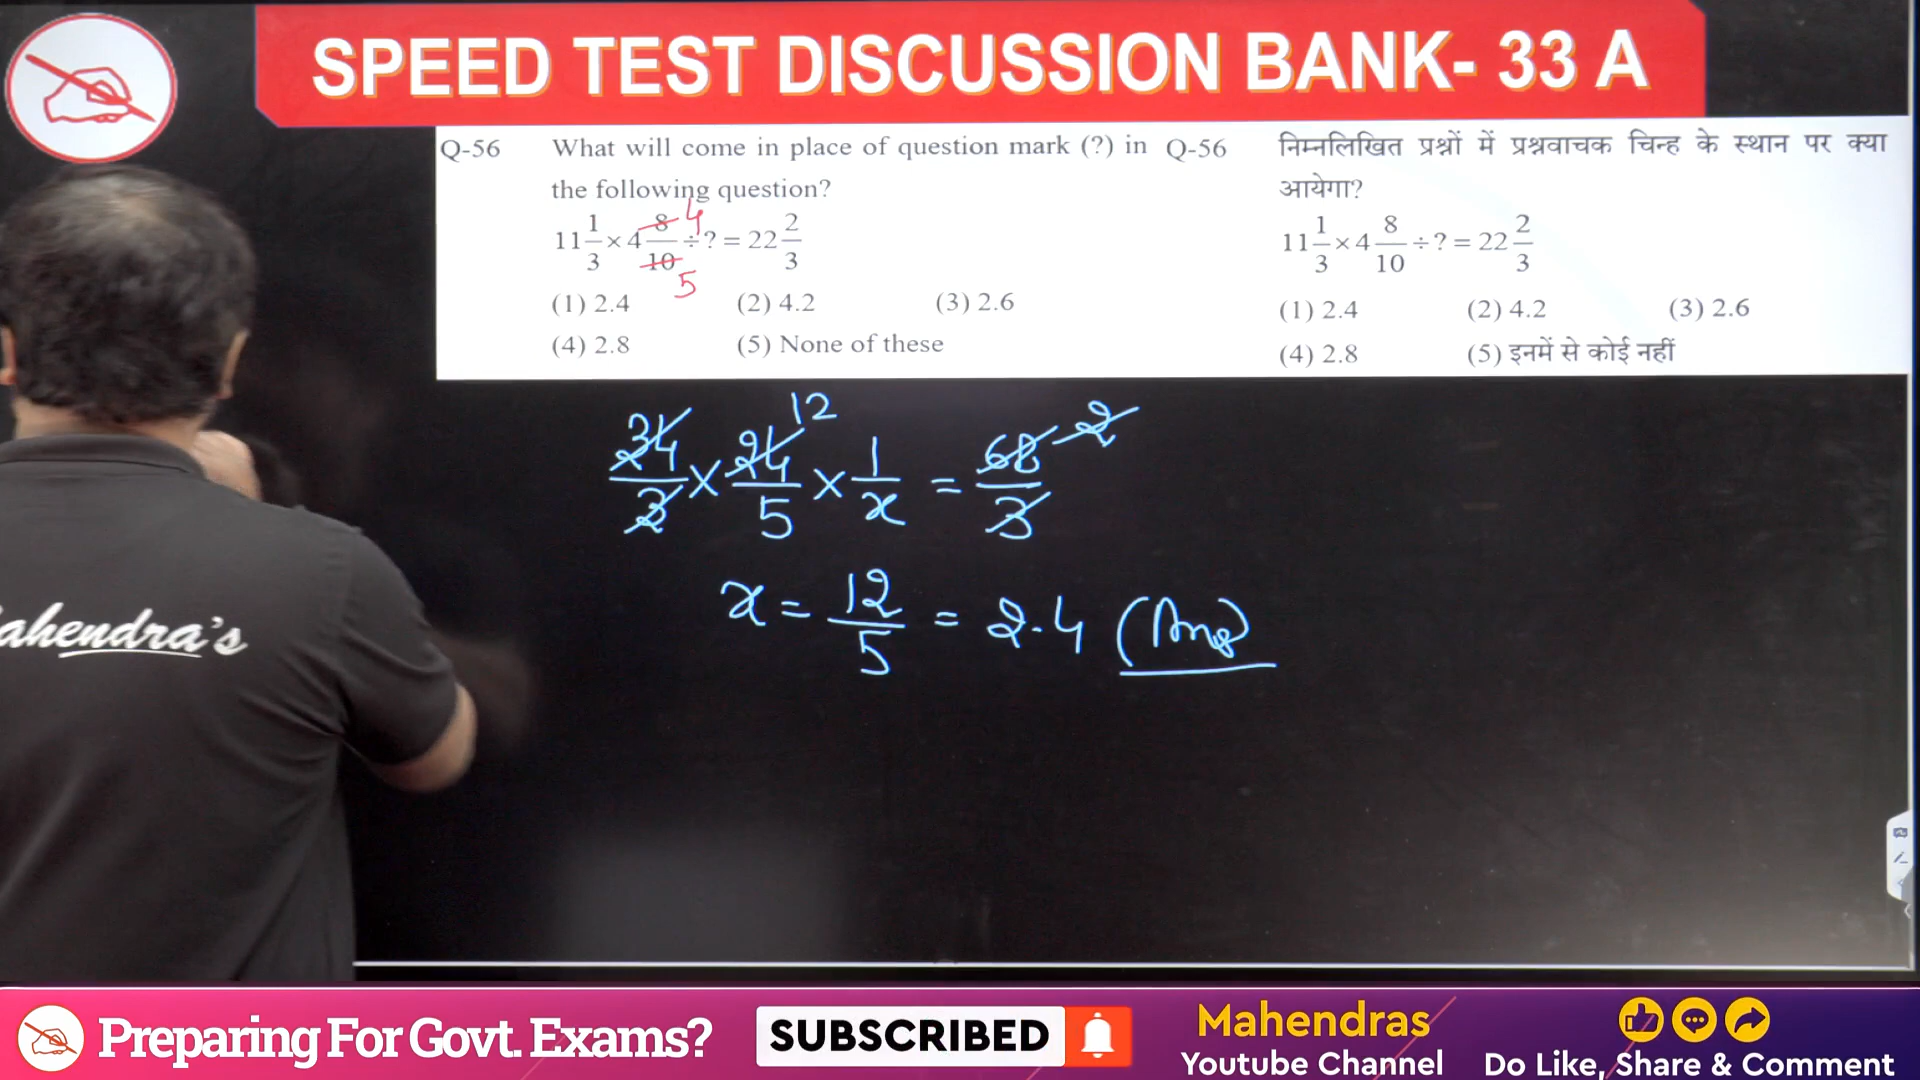 SPEED TEST DISCUSSION BANK- 33 A
Q-56 What will come in place of question mark (?) in
the following question?
11 1/3 × 4 8/10 ÷ ? = 22 2/3
4
5
(1) 2.4 (2) 4.2 (3) 2.6
(4) 2.8 (5) None of these
Q-56 निम्नलिखित प्रश्नों में प्रश्नवाचक चिन्ह के स्थान पर क्या
आयेगा?
11 1/3 × 4 8/10 ÷ ? = 22 2/3
(1) 2.4 (2) 4.2 (3) 2.6
(4) 2.8 (5) इनमें से कोई नहीं
12
34/3 × 24/5 × 1/x = 68/3 2
x = 12/5 = 2.4 (Ans)
ahendra's
Preparing For Govt. Exams?
SUBSCRIBED
Mahendras
Youtube Channel
Do Like, Share & Comment